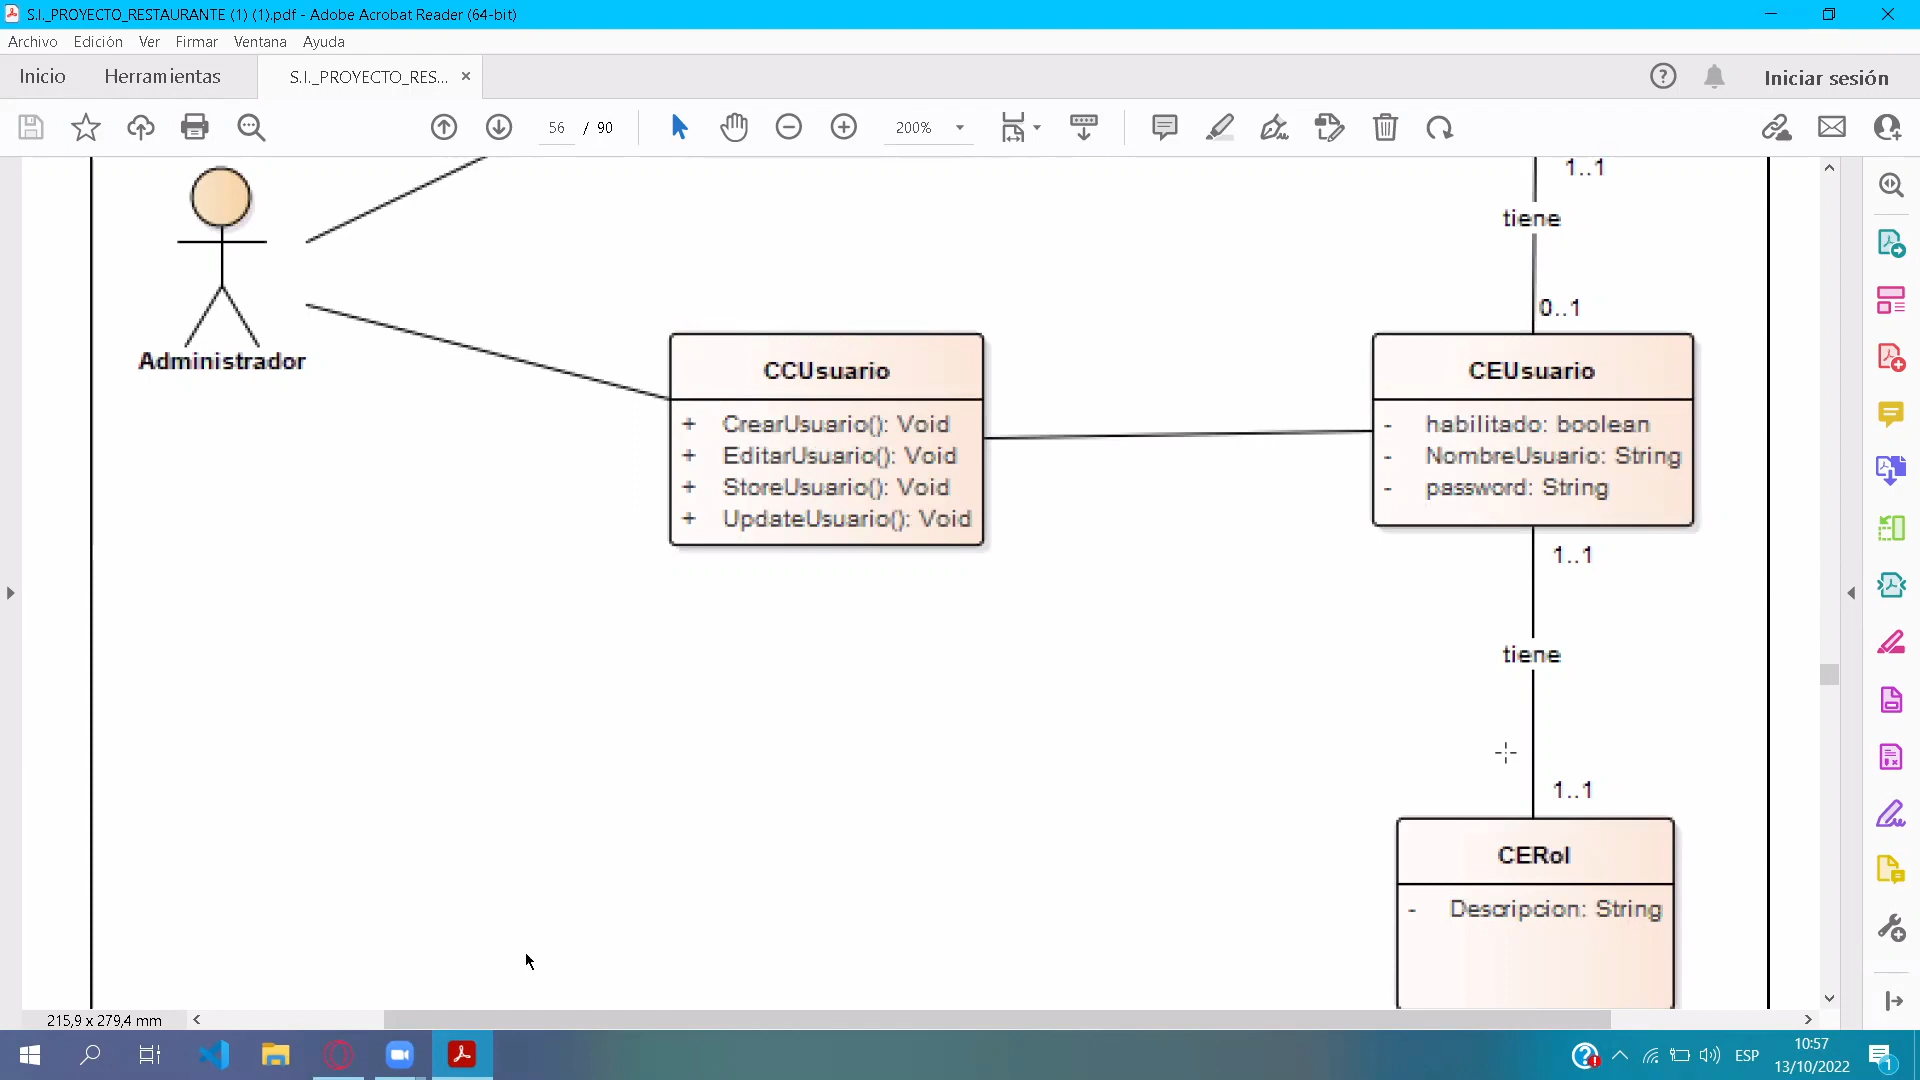 S.I._PROYECTO_RESTAURANTE (1) (1).pdf - Adobe Acrobat Reader (64-bit)
Archivo Edición Ver Firmar Ventana Ayuda
Inicio Herramientas S.I._PROYECTO_RES... Iniciar sesión
56 / 90 200%
1..1
tiene
0..1
Administrador
CCUsuario
+ CrearUsuario(): Void
+ EditarUsuario(): Void
+ StoreUsuario(): Void
+ UpdateUsuario(): Void
CEUsuario
- habilitado: boolean
- NombreUsuario: String
- password: String
1..1
tiene
1..1
CERol
- Descripcion: String
215,9 x 279,4 mm
ESP
10:57
13/10/2022
1